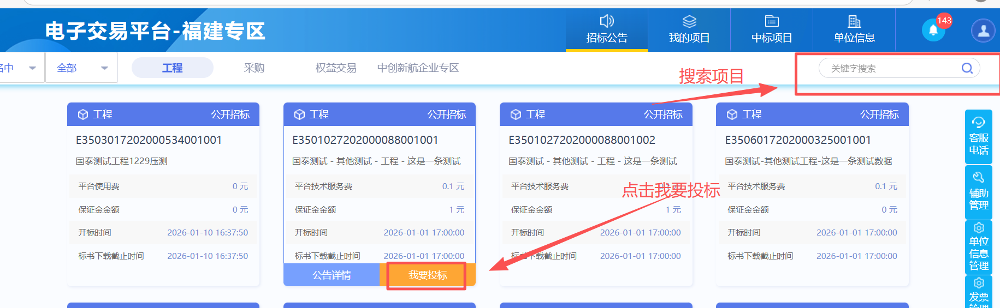 电子交易平台-福建专区
招标公告
我的项目
中标项目
单位信息
143
名中
全部
工程
采购
权益交易
中创新航企业专区
搜索项目
关键字搜索
工程 公开招标
E3503017202000534001001
国泰测试工程1229压测
平台使用费 0 元
保证金金额 0 元
开标时间 2026-01-10 16:37:50
标书下载截止时间 2026-01-10 16:37:50
工程 公开招标
E3501027202000088001001
国泰测试 - 其他测试 - 工程 - 这是一条测试
平台技术服务费 0.1 元
保证金金额 1 元
开标时间 2026-01-01 17:00:00
标书下载截止时间 2026-01-01 17:00:00
公告详情
我要投标
工程 公开招标
E3501027202000088001002
国泰测试 - 其他测试 - 工程 - 这是一条测试
平台技术服务费 0.1 元
点击我要投标
保证金金额 1 元
开标时间 2026-01-01 17:00:00
标书下载截止时间 2026-01-01 17:00:00
工程 公开招标
E3506017202000325001001
国泰测试-其他测试工程-这是一条测试数据
平台技术服务费 0.1 元
保证金金额 0 元
开标时间 2026-01-01 17:00:00
标书下载截止时间 2026-01-01 17:00:00
客服
电话
辅助
管理
单位
信息
管理
发票
管理